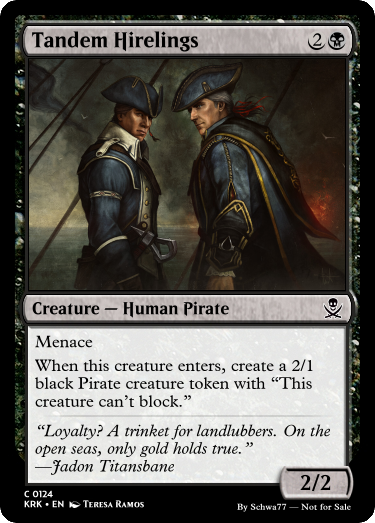 Tandem Hirelings 2
Creature — Human Pirate
Menace
When this creature enters, create a 2/1
black Pirate creature token with “This
creature can't block.”
“Loyalty? A trinket for landlubbers. On the
open seas, only gold holds true.”
—Jadon Titansbane
2/2
C 0124
KRK • EN Teresa Ramos
By Schwa77 — Not for Sale